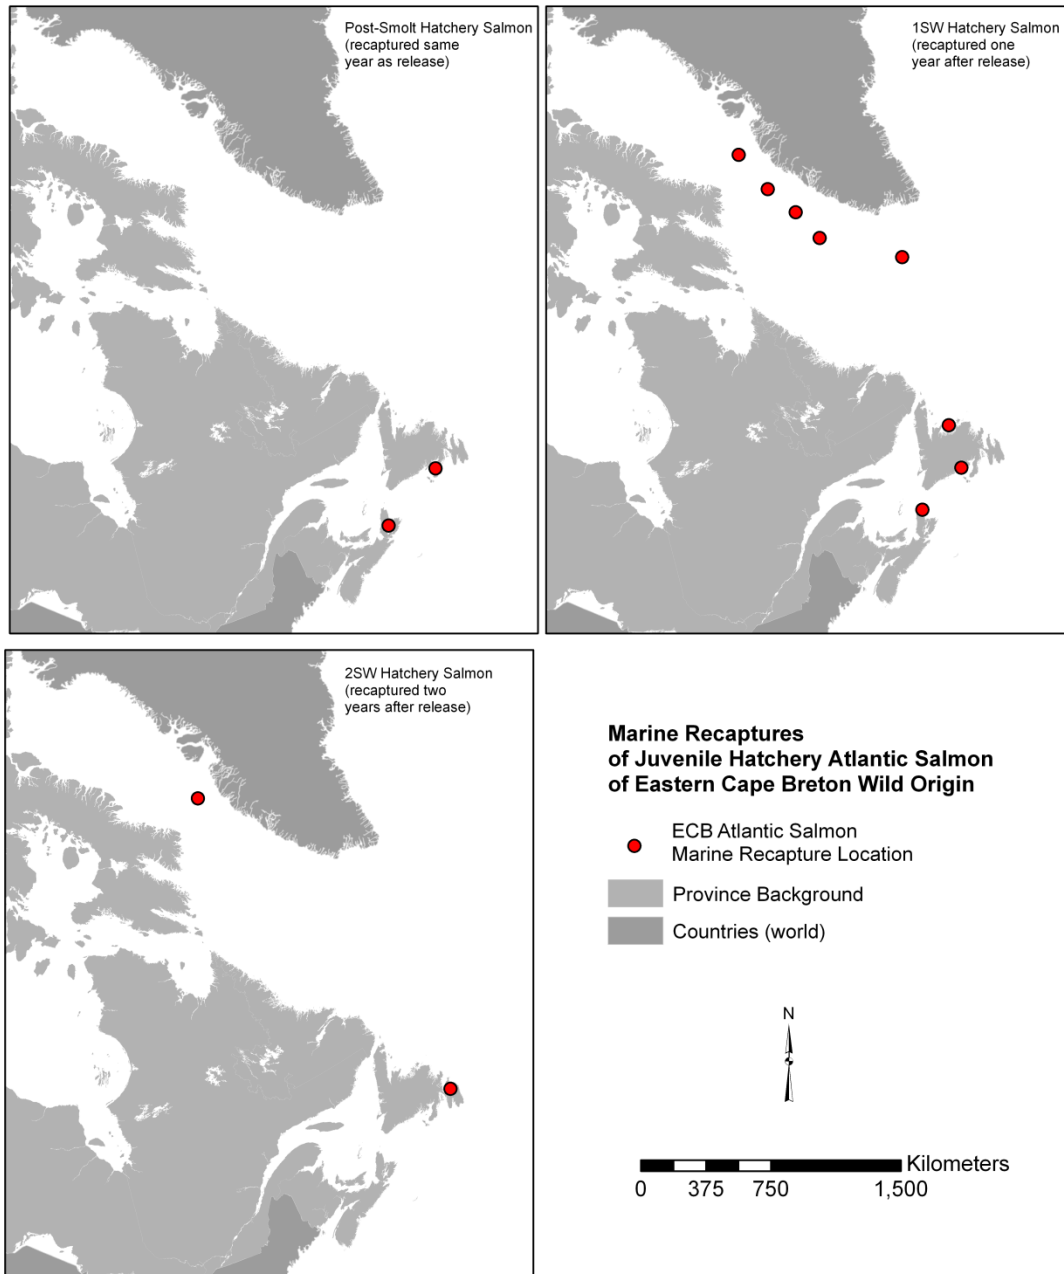 Post-Smolt Hatchery Salmon
(recaptured same
year as release)
1SW Hatchery Salmon
(recaptured one
year after release)
2SW Hatchery Salmon
(recaptured two
years after release)
Marine Recaptures
of Juvenile Hatchery Atlantic Salmon
of Eastern Cape Breton Wild Origin
ECB Atlantic Salmon
Marine Recapture Location
Province Background
Countries (world)
N
Kilometers
0 375 750 1,500